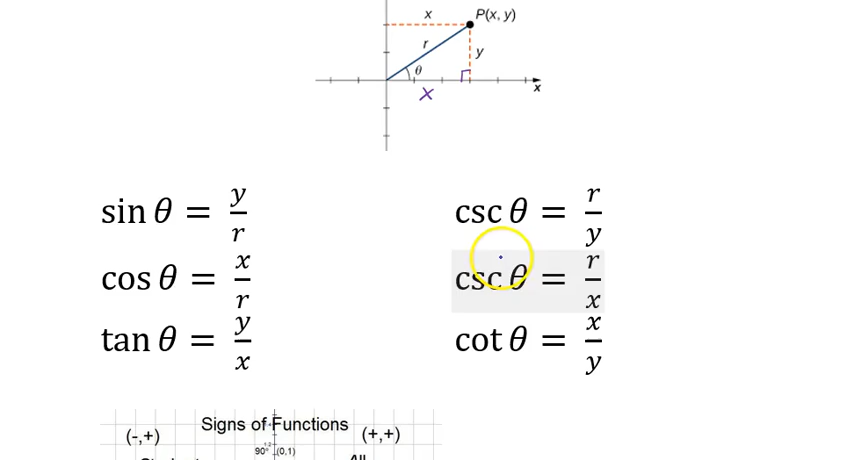 x P(x, y)
r y
θ
x
x
sin θ = y/r csc θ = r/y
cos θ = x/r csc θ = r/x
tan θ = y/x cot θ = x/y
Signs of Functions
(-,+) (+,+)
90° (0,1)
All